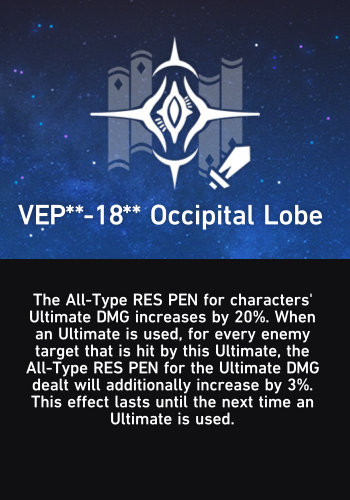 VEP**-18** Occipital Lobe
The All-Type RES PEN for characters'
Ultimate DMG increases by 20%. When
an Ultimate is used, for every enemy
target that is hit by this Ultimate, the
All-Type RES PEN for the Ultimate DMG
dealt will additionally increase by 3%.
This effect lasts until the next time an
Ultimate is used.